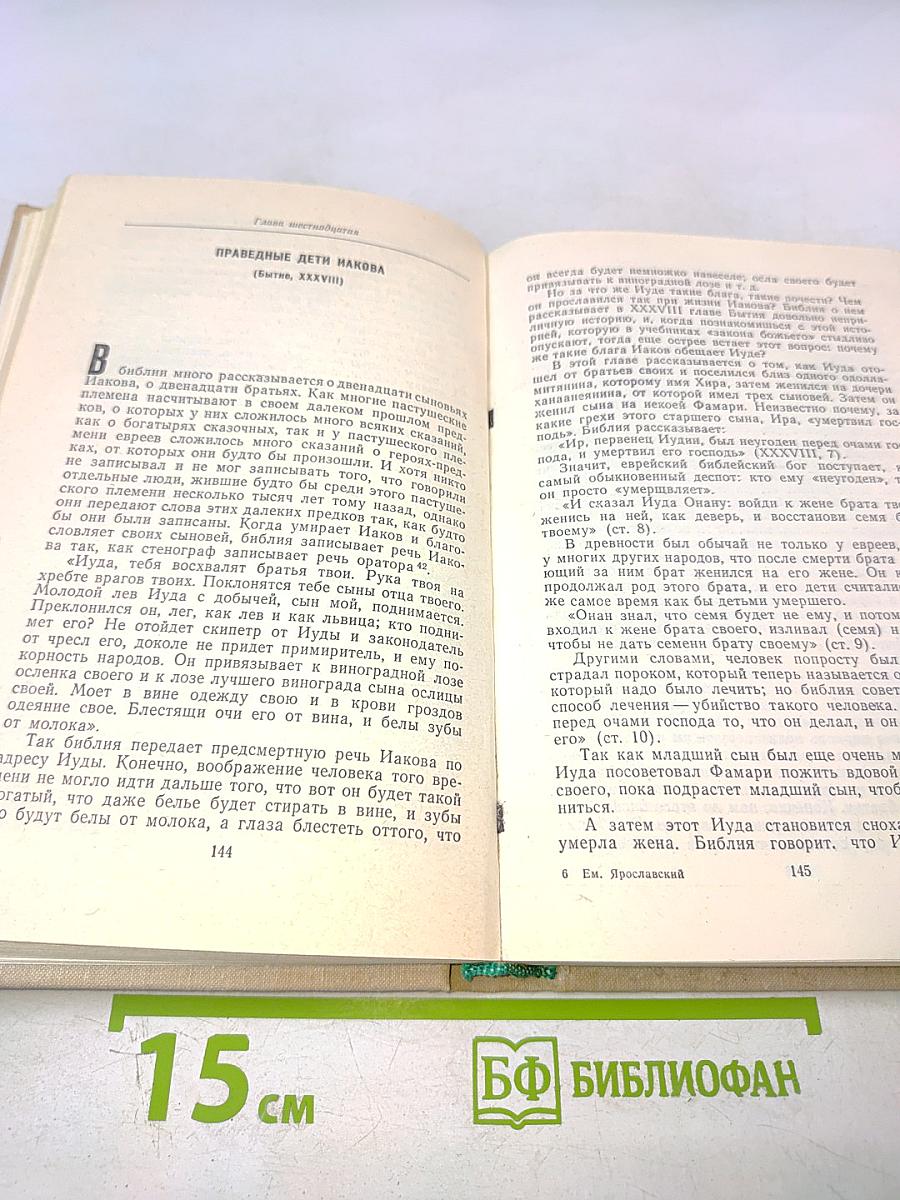 Глава шестнадцатая
ПРАВЕДНЫЕ ДЕТИ ИАКОВА
(Бытие, XXXVIII)
В библии много рассказывается о двенадцати сыновьях
Иакова, о двенадцати братьях. Как многие пастушеские
племена насчитывают в своем далеком прошлом пред-
ков, о которых у них сложилось много всяких сказаний,
как о богатырях сказочных, так и у пастушеского пле-
мени евреев сложилось много сказаний о героях-пред-
ках, от которых они будто бы произошли. И хотя никто
не записывал и не мог записывать того, что говорили
отдельные люди, жившие будто бы среди этого пастуше-
ского племени несколько тысяч лет тому назад, однако
они передают слова этих далеких предков так, как будто
бы они были записаны. Когда умирает Иаков и благо-
словляет своих сыновей, библия записывает речь Иако-
ва так, как стенограф записывает речь оратора 42.
«Иуда, тебя восхвалят братья твои. Рука твоя на
хребте врагов твоих. Поклонятся тебе сыны отца твоего.
Молодой лев Иуда с добычей, сын мой, поднимается.
Преклонился он, лег, как лев и как львица; кто подни-
мет его? Не отойдет скипетр от Иуды и законодатель
от чресл его, доколе не придет примиритель, и ему по-
корность народов. Он привязывает к виноградной лозе
осленка своего и к лозе лучшего винограда сына ослицы
своей. Моет в вине одежду свою и в крови гроздов
одеяние свое. Блестящи очи его от вина, и белы зубы
от молока».
Так библия передает предсмертную речь Иакова по
адресу Иуды. Конечно, воображение человека того вре-
мени не могло идти дальше того, что вот он будет такой
огатый, что даже белье будет стирать в вине, и зубы
о будут белы от молока, а глаза блестеть оттого, что
144
он всегда будет немножко навеселе; осла своего будет
привязывать к виноградной лозе и т. д.
Но за что же Иуде такие блага, такие почести? Чем
он прославился так при жизни Иакова? Библия о нем
рассказывает в XXXVIII главе Бытия довольно непри-
личную историю, и, когда познакомишься с этой исто-
рией, которую в учебниках «закона божьего» стыдливо
опускают, тогда еще острее встает этот вопрос: почему
же такие блага Иаков обещает Иуде?
В этой главе рассказывается о том, как Иуда ото-
шел от братьев своих и поселился близ одного одолла-
митянина, которому имя Хира, затем женился на дочери
ханаанеянина, от которой имел трех сыновей. Затем он
женил сына на некоей Фамари. Неизвестно почему, за
какие грехи этого старшего сына, Ира, «умертвил гос-
подь». Библия рассказывает:
«Ир, первенец Иудин, был неугоден перед очами го
пода, и умертвил его господь» (XXXVIII, 7).
Значит, еврейский библейский бог поступает, к
самый обыкновенный деспот: кто ему «неугоден», т
он просто «умерщвляет».
«И сказал Иуда Онану: войди к жене брата тв
женись на ней, как деверь, и восстанови семя б
твоему» (ст. 8).
В древности был обычай не только у евреев,
у многих других народов, что после смерти брата
ющий за ним брат женился на его жене. Он к
продолжал род этого брата, и его дети считали
же самое время как бы детьми умершего.
«Онан знал, что семя будет не ему, и потом
входил к жене брата своего, изливал (семя) н
чтобы не дать семени брату своему» (ст. 9).
Другими словами, человек попросту был
страдал пороком, который теперь называется о
который надо было лечить; но библия совет
способ лечения — убийство такого человека.
перед очами господа то, что он делал, и он
его» (ст. 10).
Так как младший сын был еще очень м
Иуда посоветовал Фамари пожить вдовой
своего, пока подрастет младший сын, чтоб
ниться.
А затем этот Иуда становится сноха
умерла жена. Библия говорит, что И
6 Ем. Ярославский
145
15 см
БФ БИБЛИОФАН